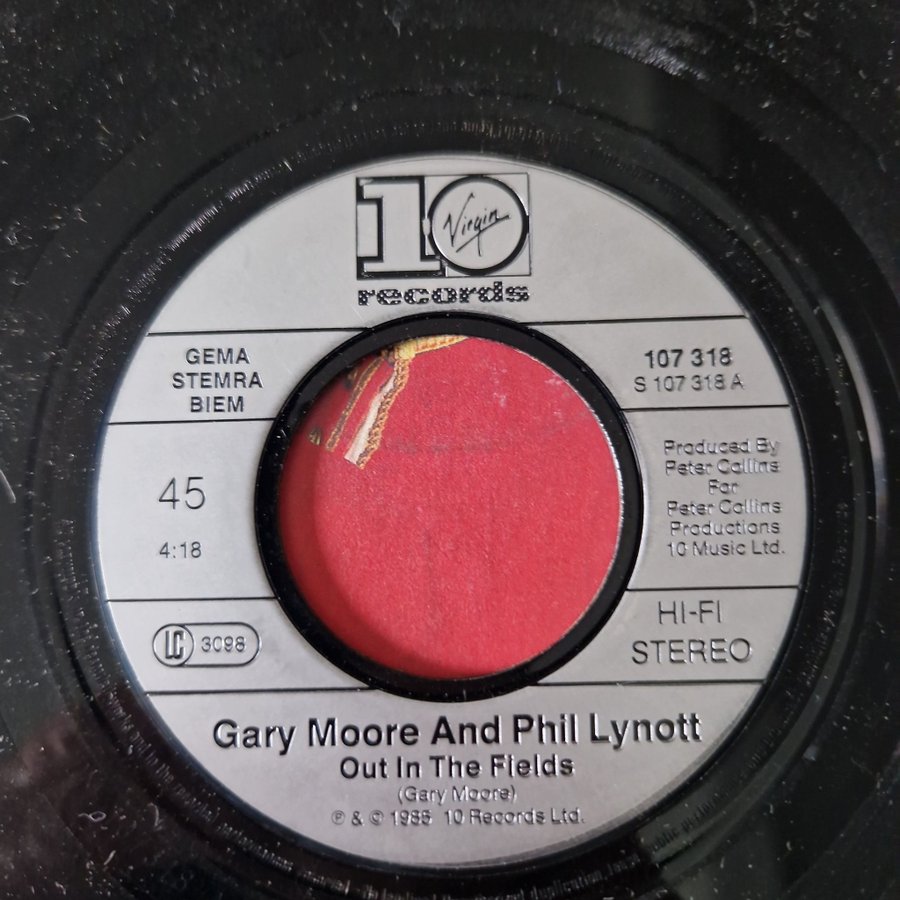 10
Virgin
records
GEMA
STEMRA
BIEM
107 318
S 107 318 A
45
4:18
Produced By
Peter Collins
For
Peter Collins
Productions
10 Music Ltd.
LC 3098
HI-FI
STEREO
Gary Moore And Phil Lynott
Out In The Fields
(Gary Moore)
℗ & © 1985 10 Records Ltd.